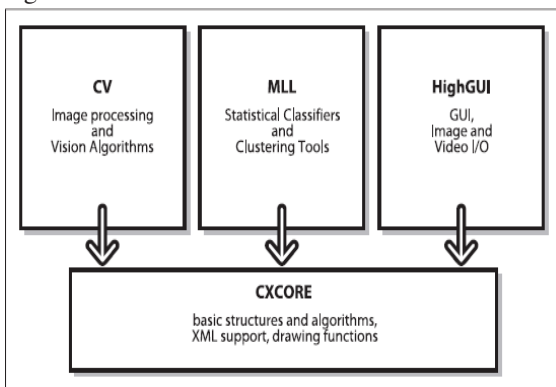 CV
Image processing
and
Vision Algorithms
MLL
Statistical Classifiers
and
Clustering Tools
HighGUI
GUI,
Image and
Video I/O
CXCORE
basic structures and algorithms,
XML support, drawing functions